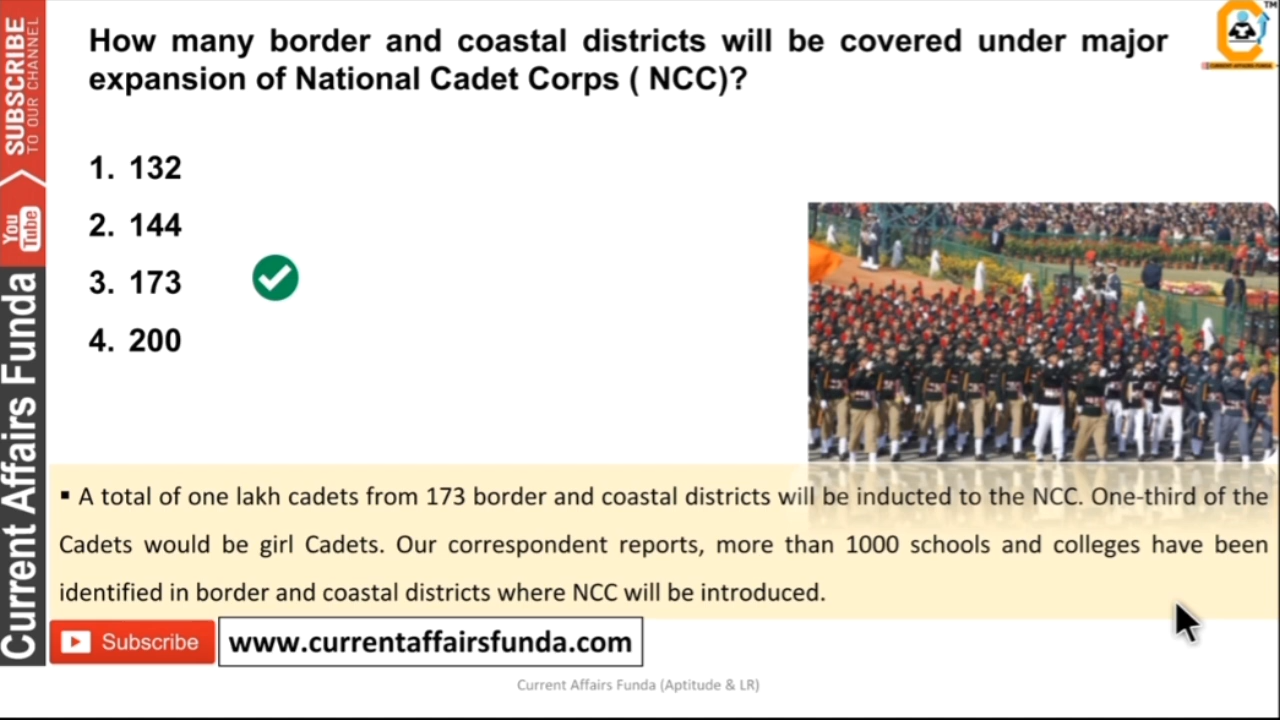 How many border and coastal districts will be covered under major
expansion of National Cadet Corps ( NCC)?
1. 132
2. 144
3. 173
4. 200
▪ A total of one lakh cadets from 173 border and coastal districts will be inducted to the NCC. One-third of the
Cadets would be girl Cadets. Our correspondent reports, more than 1000 schools and colleges have been
identified in border and coastal districts where NCC will be introduced.
Subscribe
www.currentaffairsfunda.com
Current Affairs Funda (Aptitude & LR)
SUBSCRIBE
TO OUR CHANNEL
You
Tube
Current Affairs Funda
TM
CURRENT AFFAIRS FUNDA